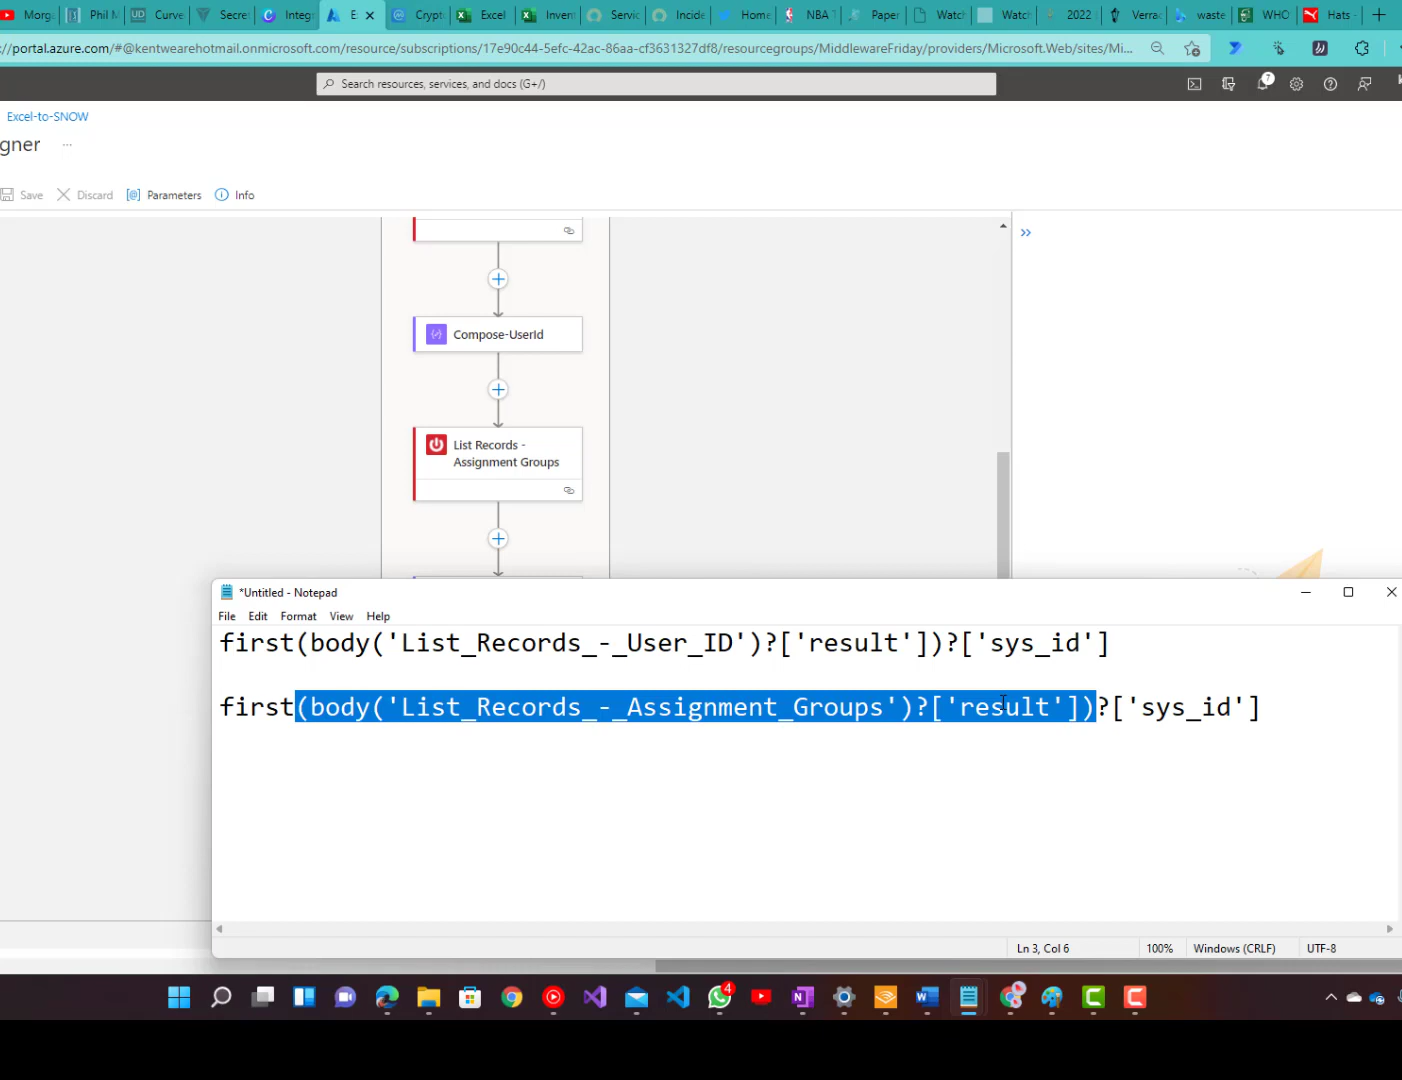 Morg
Phil M
Curve
Secre
Integ
E
Crypt
Excel
Inven
Servic
Incide
Home
NBA T
Paper
Watch
Watc
2022
Verra
waste
WHO
Hats -
://portal.azure.com/#@kentwearehotmail.onmicrosoft.com/resource/subscriptions/17e90c44-5efc-42ac-86aa-cf3631327df8/resourcegroups/MiddlewareFriday/providers/Microsoft.Web/sites/Mi...
Search resources, services, and docs (G+/)
7
Excel-to-SNOW
gner ...
Save
Discard
Parameters
Info
Compose-UserId
List Records -
Assignment Groups
*Untitled - Notepad
File Edit Format View Help
first(body('List_Records_-_User_ID')?['result'])?['sys_id']
first(body('List_Records_-_Assignment_Groups')?['result'])?['sys_id']
Ln 3, Col 6
100%
Windows (CRLF)
UTF-8
4